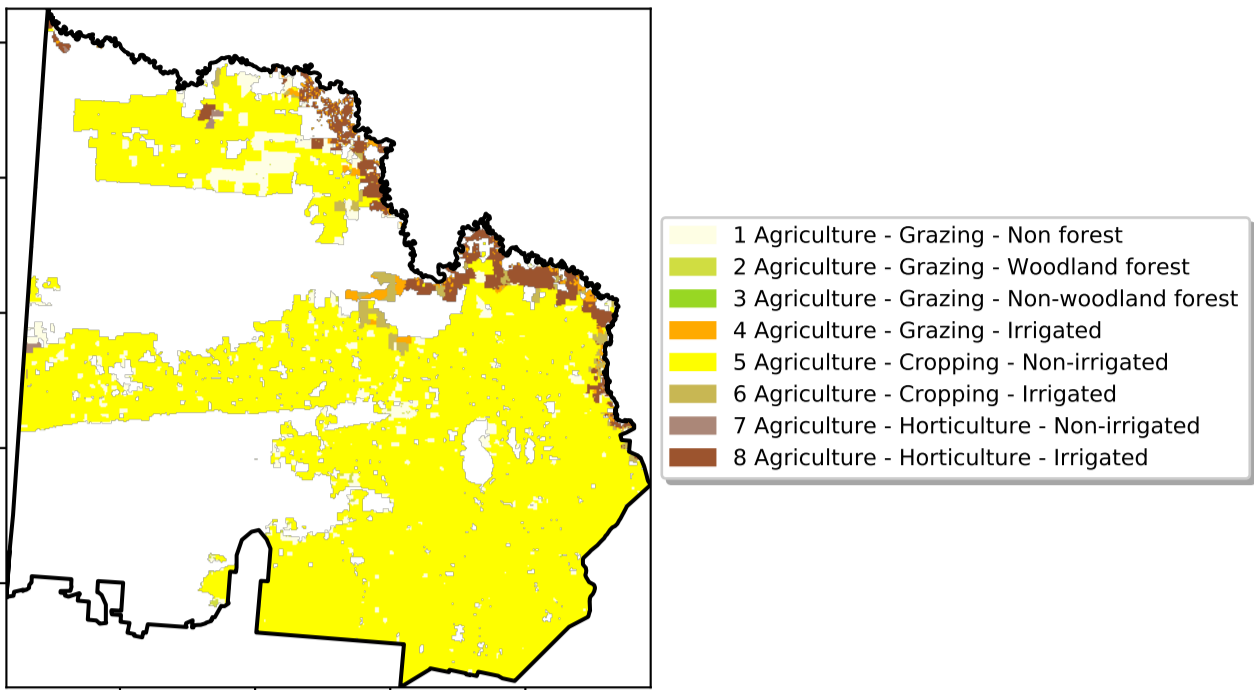 1 Agriculture - Grazing - Non forest
2 Agriculture - Grazing - Woodland forest
3 Agriculture - Grazing - Non-woodland forest
4 Agriculture - Grazing - Irrigated
5 Agriculture - Cropping - Non-irrigated
6 Agriculture - Cropping - Irrigated
7 Agriculture - Horticulture - Non-irrigated
8 Agriculture - Horticulture - Irrigated